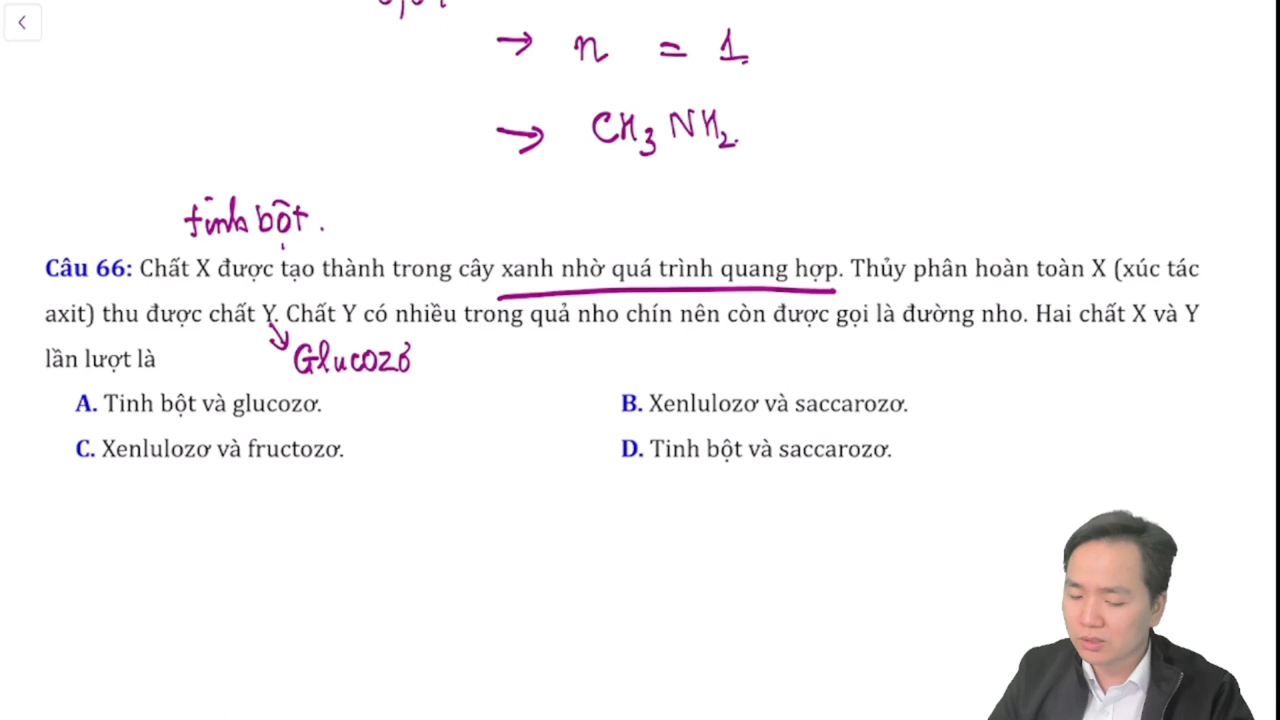 → n = 1.
→ CH₃NH₂.
tinh bột.
Câu 66: Chất X được tạo thành trong cây xanh nhờ quá trình quang hợp. Thủy phân hoàn toàn X (xúc tác
axit) thu được chất Y. Chất Y có nhiều trong quả nho chín nên còn được gọi là đường nho. Hai chất X và Y
lần lượt là
Glucozơ
A. Tinh bột và glucozơ. B. Xenlulozơ và saccarozơ.
C. Xenlulozơ và fructozơ. D. Tinh bột và saccarozơ.